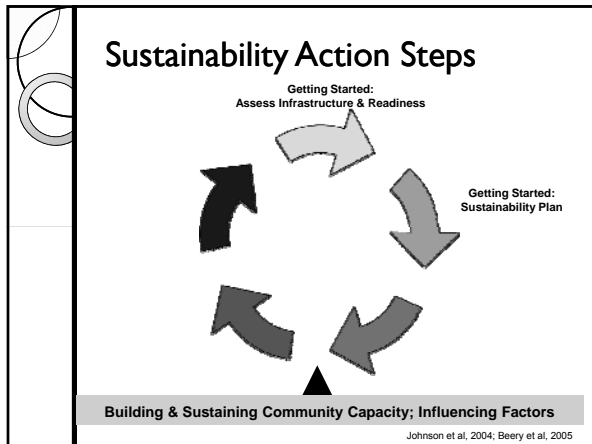 Sustainability Action Steps
Getting Started:
Assess Infrastructure & Readiness
Getting Started:
Sustainability Plan
Building & Sustaining Community Capacity; Influencing Factors
Johnson et al, 2004; Beery et al, 2005